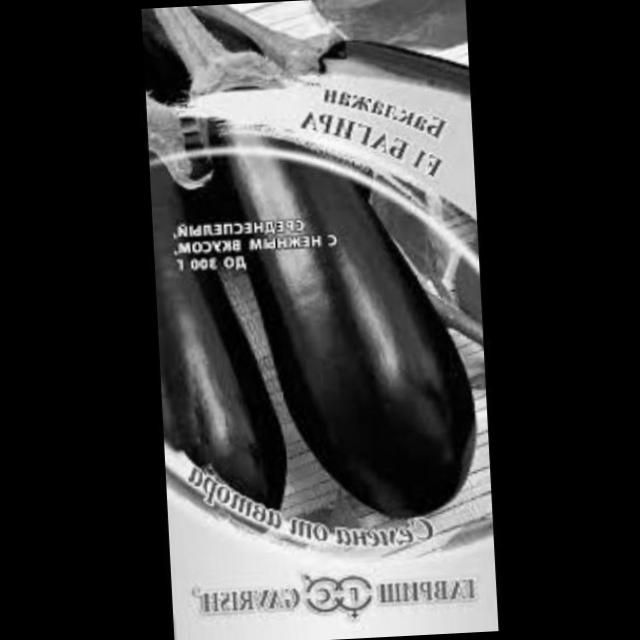 Баклажан
F1 БАГИРА
СРЕДНЕСПЕЛЫЙ,
С НЕЖНЫМ ВКУСОМ,
ДО 300 Г
Семена от автора
ГАВРИШ GAVRISH®